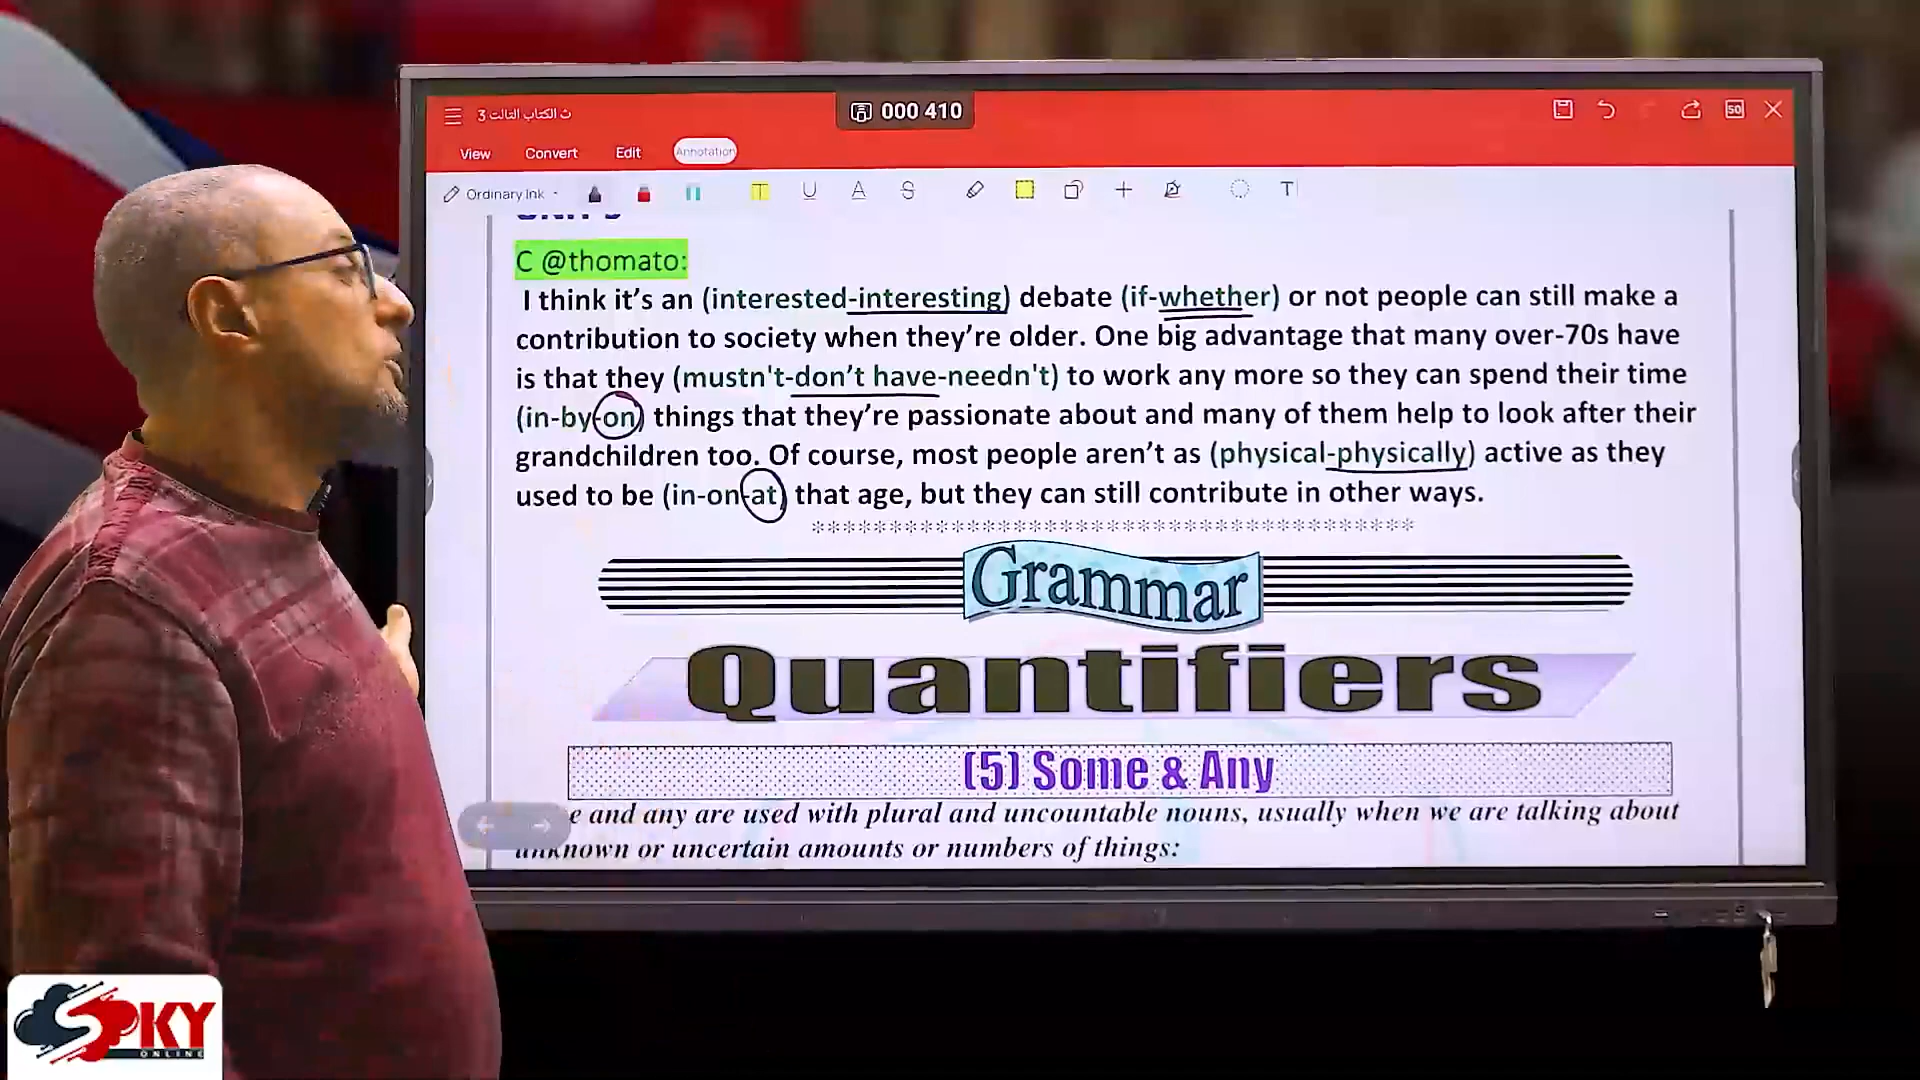 3 ث الكتاب الثالث
000 410
View Convert Edit Annotation
Ordinary Ink
C @thomato:
I think it's an (interested-interesting) debate (if-whether) or not people can still make a
contribution to society when they're older. One big advantage that many over-70s have
is that they (mustn't-don't have-needn't) to work any more so they can spend their time
(in-by-on) things that they're passionate about and many of them help to look after their
grandchildren too. Of course, most people aren't as (physical-physically) active as they
used to be (in-on-at) that age, but they can still contribute in other ways.
****************************************
Grammar
Quantifiers
(5) Some & Any
e and any are used with plural and uncountable nouns, usually when we are talking about
unknown or uncertain amounts or numbers of things:
SKY
ONLINE